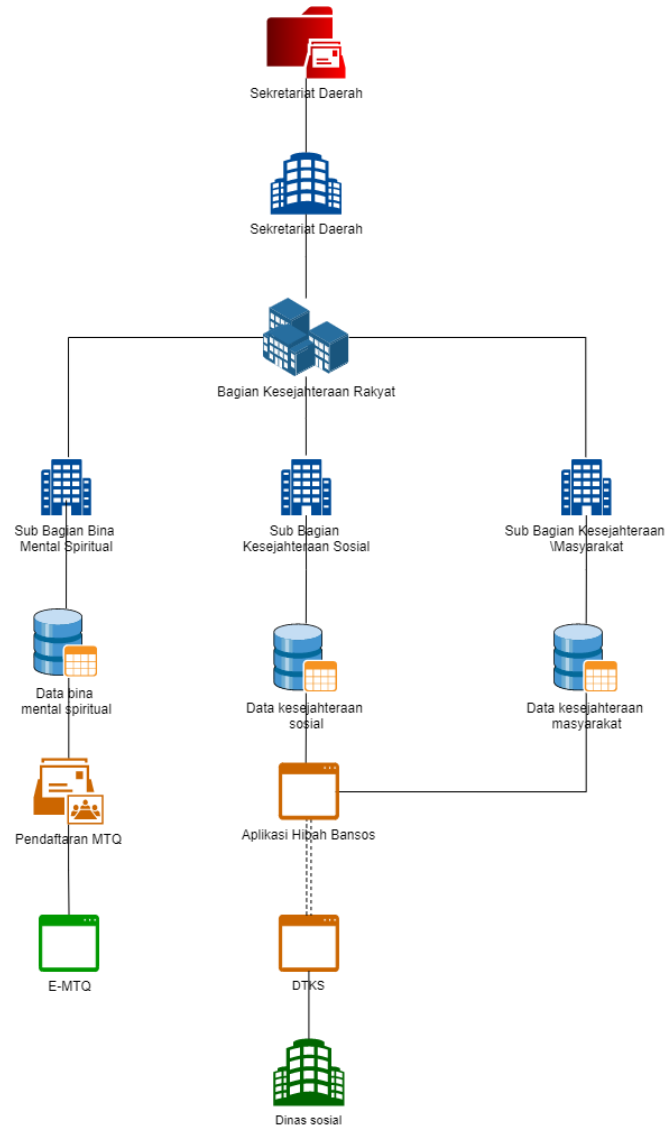 Sekretariat Daerah
Sekretariat Daerah
Bagian Kesejahteraan Rakyat
Sub Bagian Bina
Mental Spiritual
Sub Bagian
Kesejahteraan Sosial
Sub Bagian Kesejahteraan
\Masyarakat
Data bina
mental spiritual
Data kesejahteraan
sosial
Data kesejahteraan
masyarakat
Pendaftaran MTQ
Aplikasi Hibah Bansos
E-MTQ
DTKS
Dinas sosial